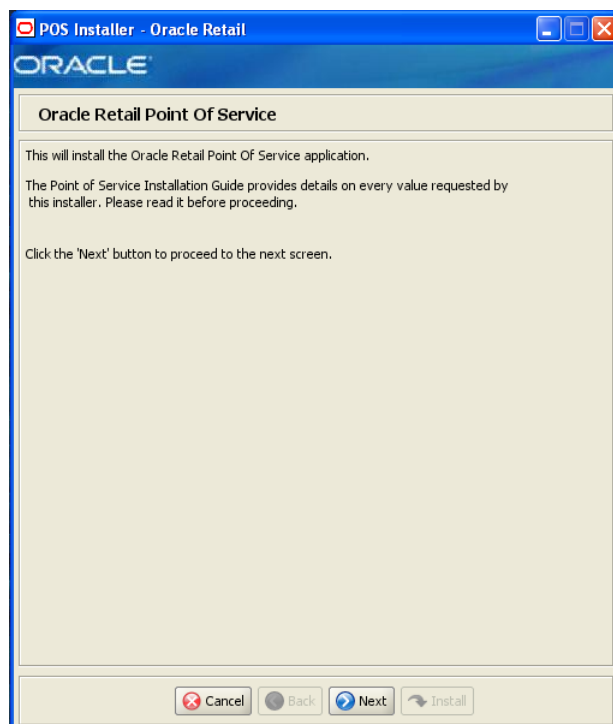 POS Installer - Oracle Retail
ORACLE
Oracle Retail Point Of Service
This will install the Oracle Retail Point Of Service application.
The Point of Service Installation Guide provides details on every value requested by
this installer. Please read it before proceeding.
Click the 'Next' button to proceed to the next screen.
Cancel Back Next Install